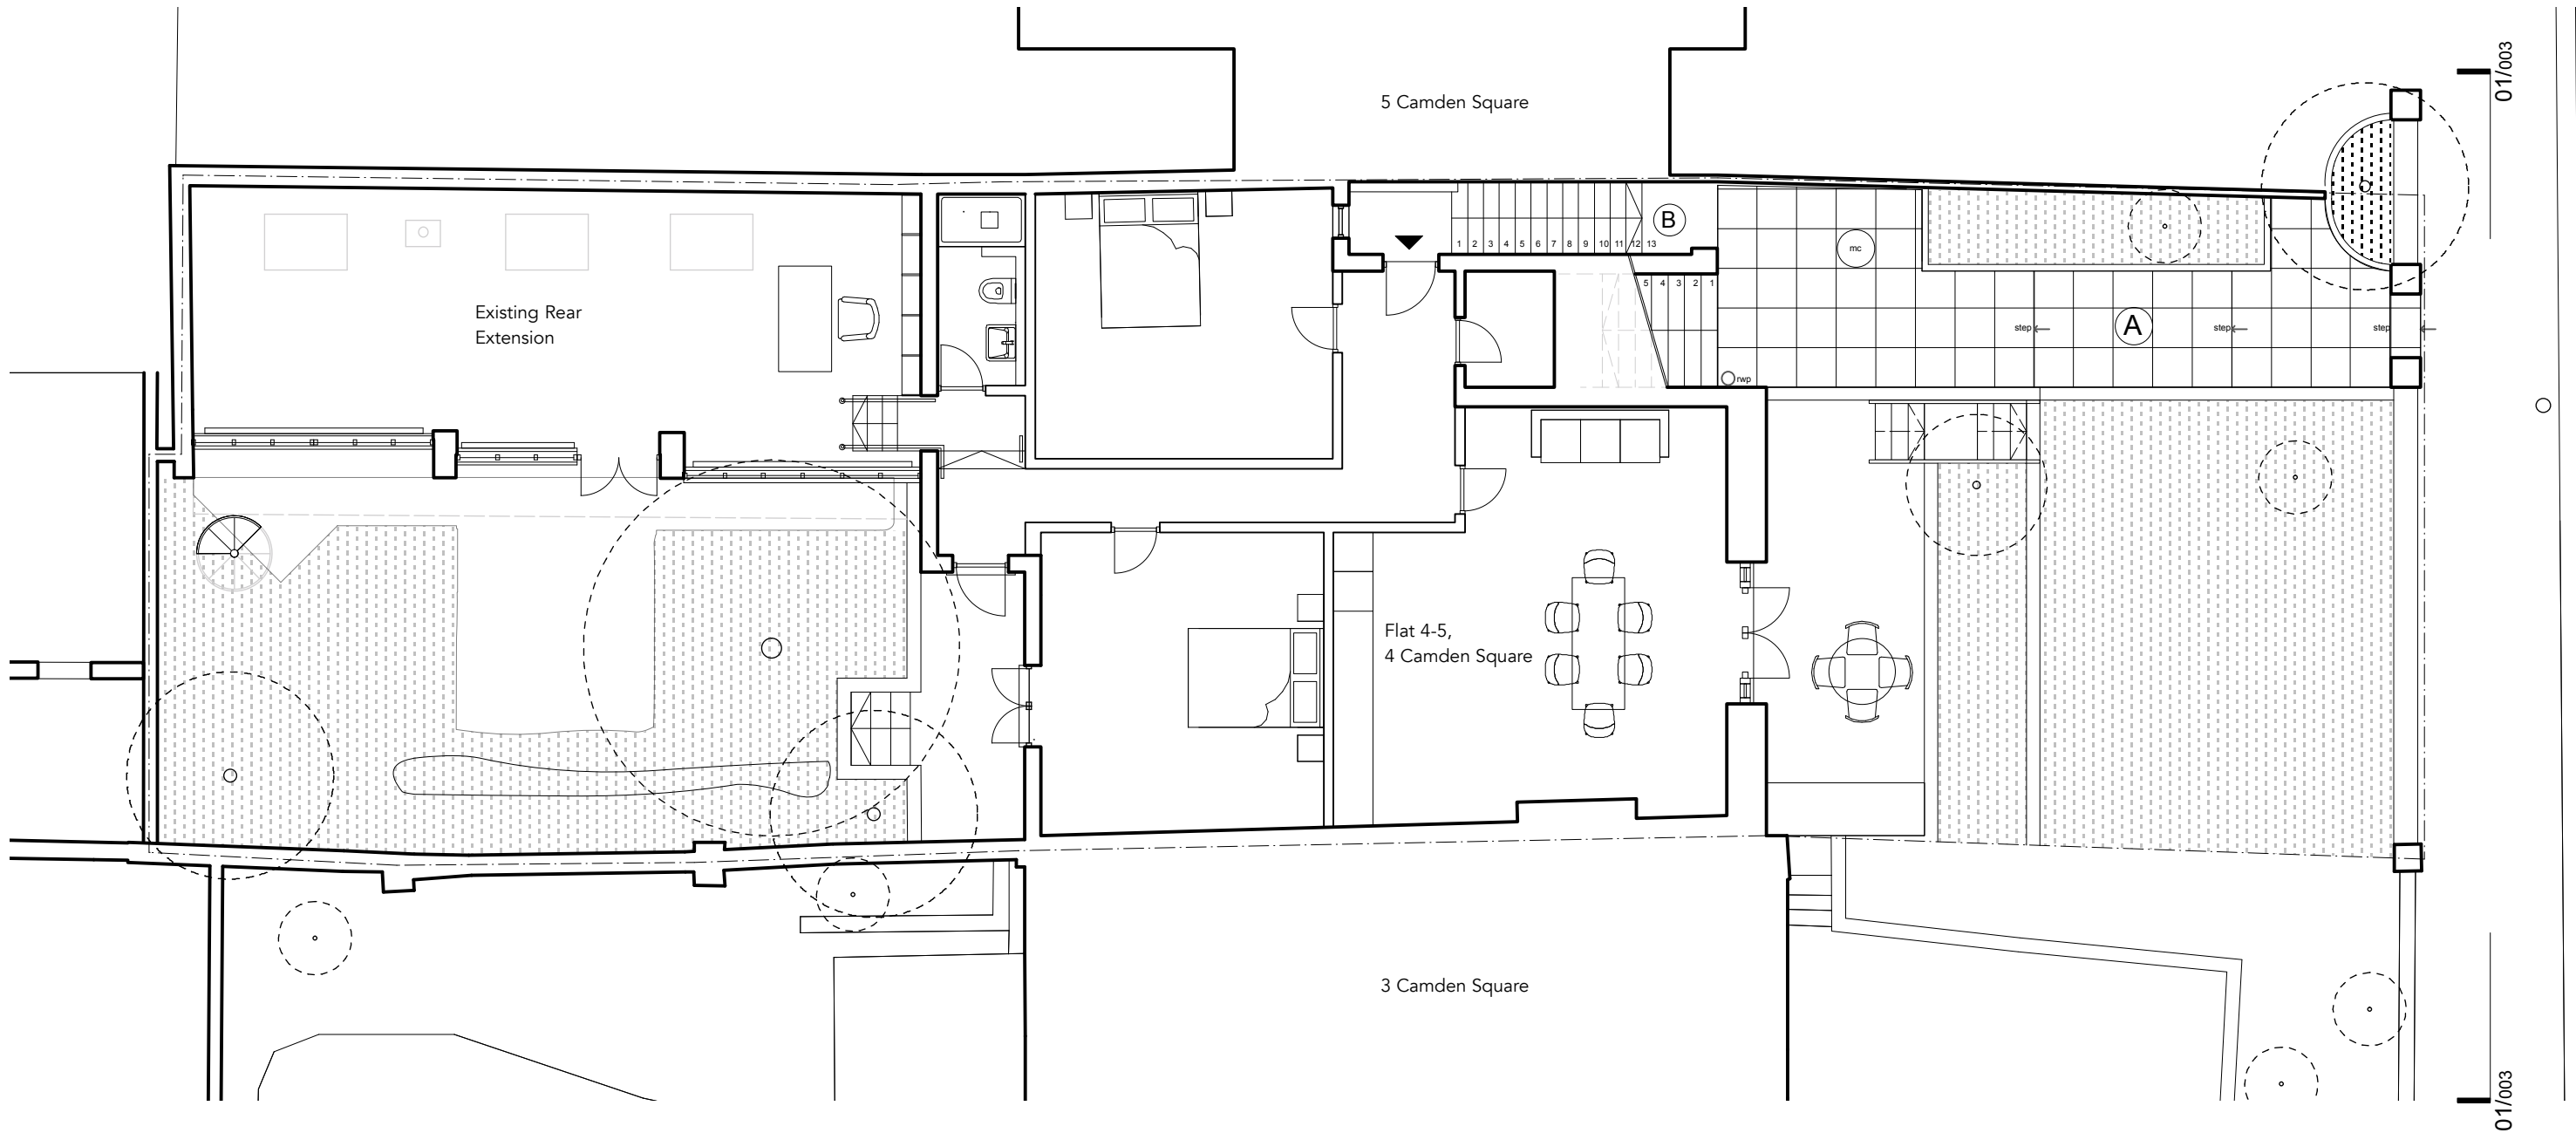 01/003
5 Camden Square
B
1 2 3 4 5 6 7 8 9 10 11 12 13
mc
5 4 3 2 1
Existing Rear
Extension
step
A
step
step
rwp
Flat 4-5,
4 Camden Square
3 Camden Square
01/003